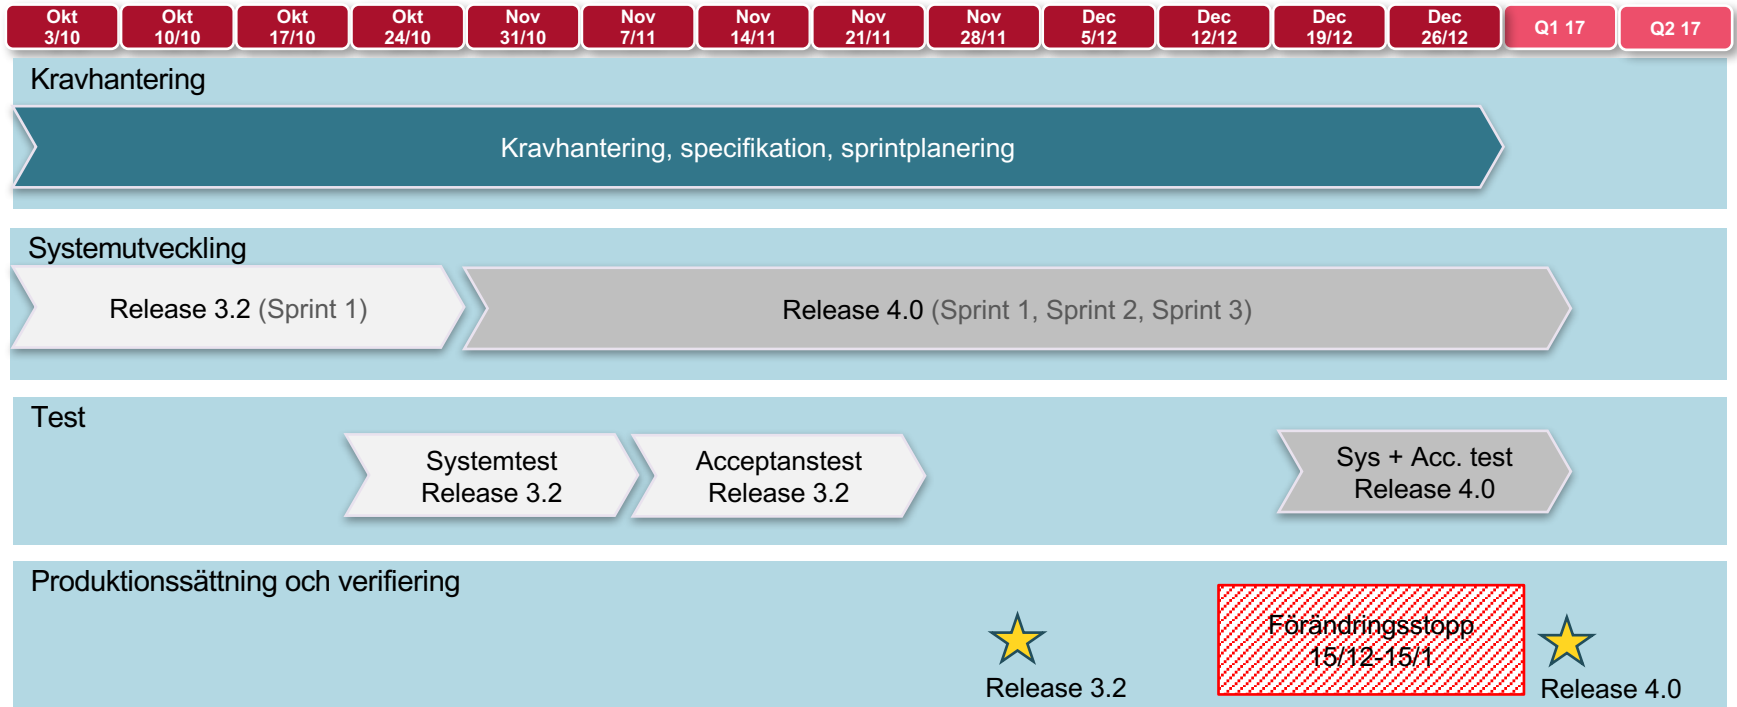 Okt Okt Okt Okt Nov Nov Nov Nov Nov Dec Dec Dec Dec Q1 17 Q2 17
3/10 10/10 17/10 24/10 31/10 7/11 14/11 21/11 28/11 5/12 12/12 19/12 26/12
Kravhantering
Kravhantering, specifikation, sprintplanering
Systemutveckling
Release 3.2 (Sprint 1) Release 4.0 (Sprint 1, Sprint 2, Sprint 3)
Test
Systemtest
Release 3.2
Acceptanstest
Release 3.2
Sys + Acc. test
Release 4.0
Produktionssättning och verifiering
Release 3.2
Förändringsstopp
15/12-15/1
Release 4.0